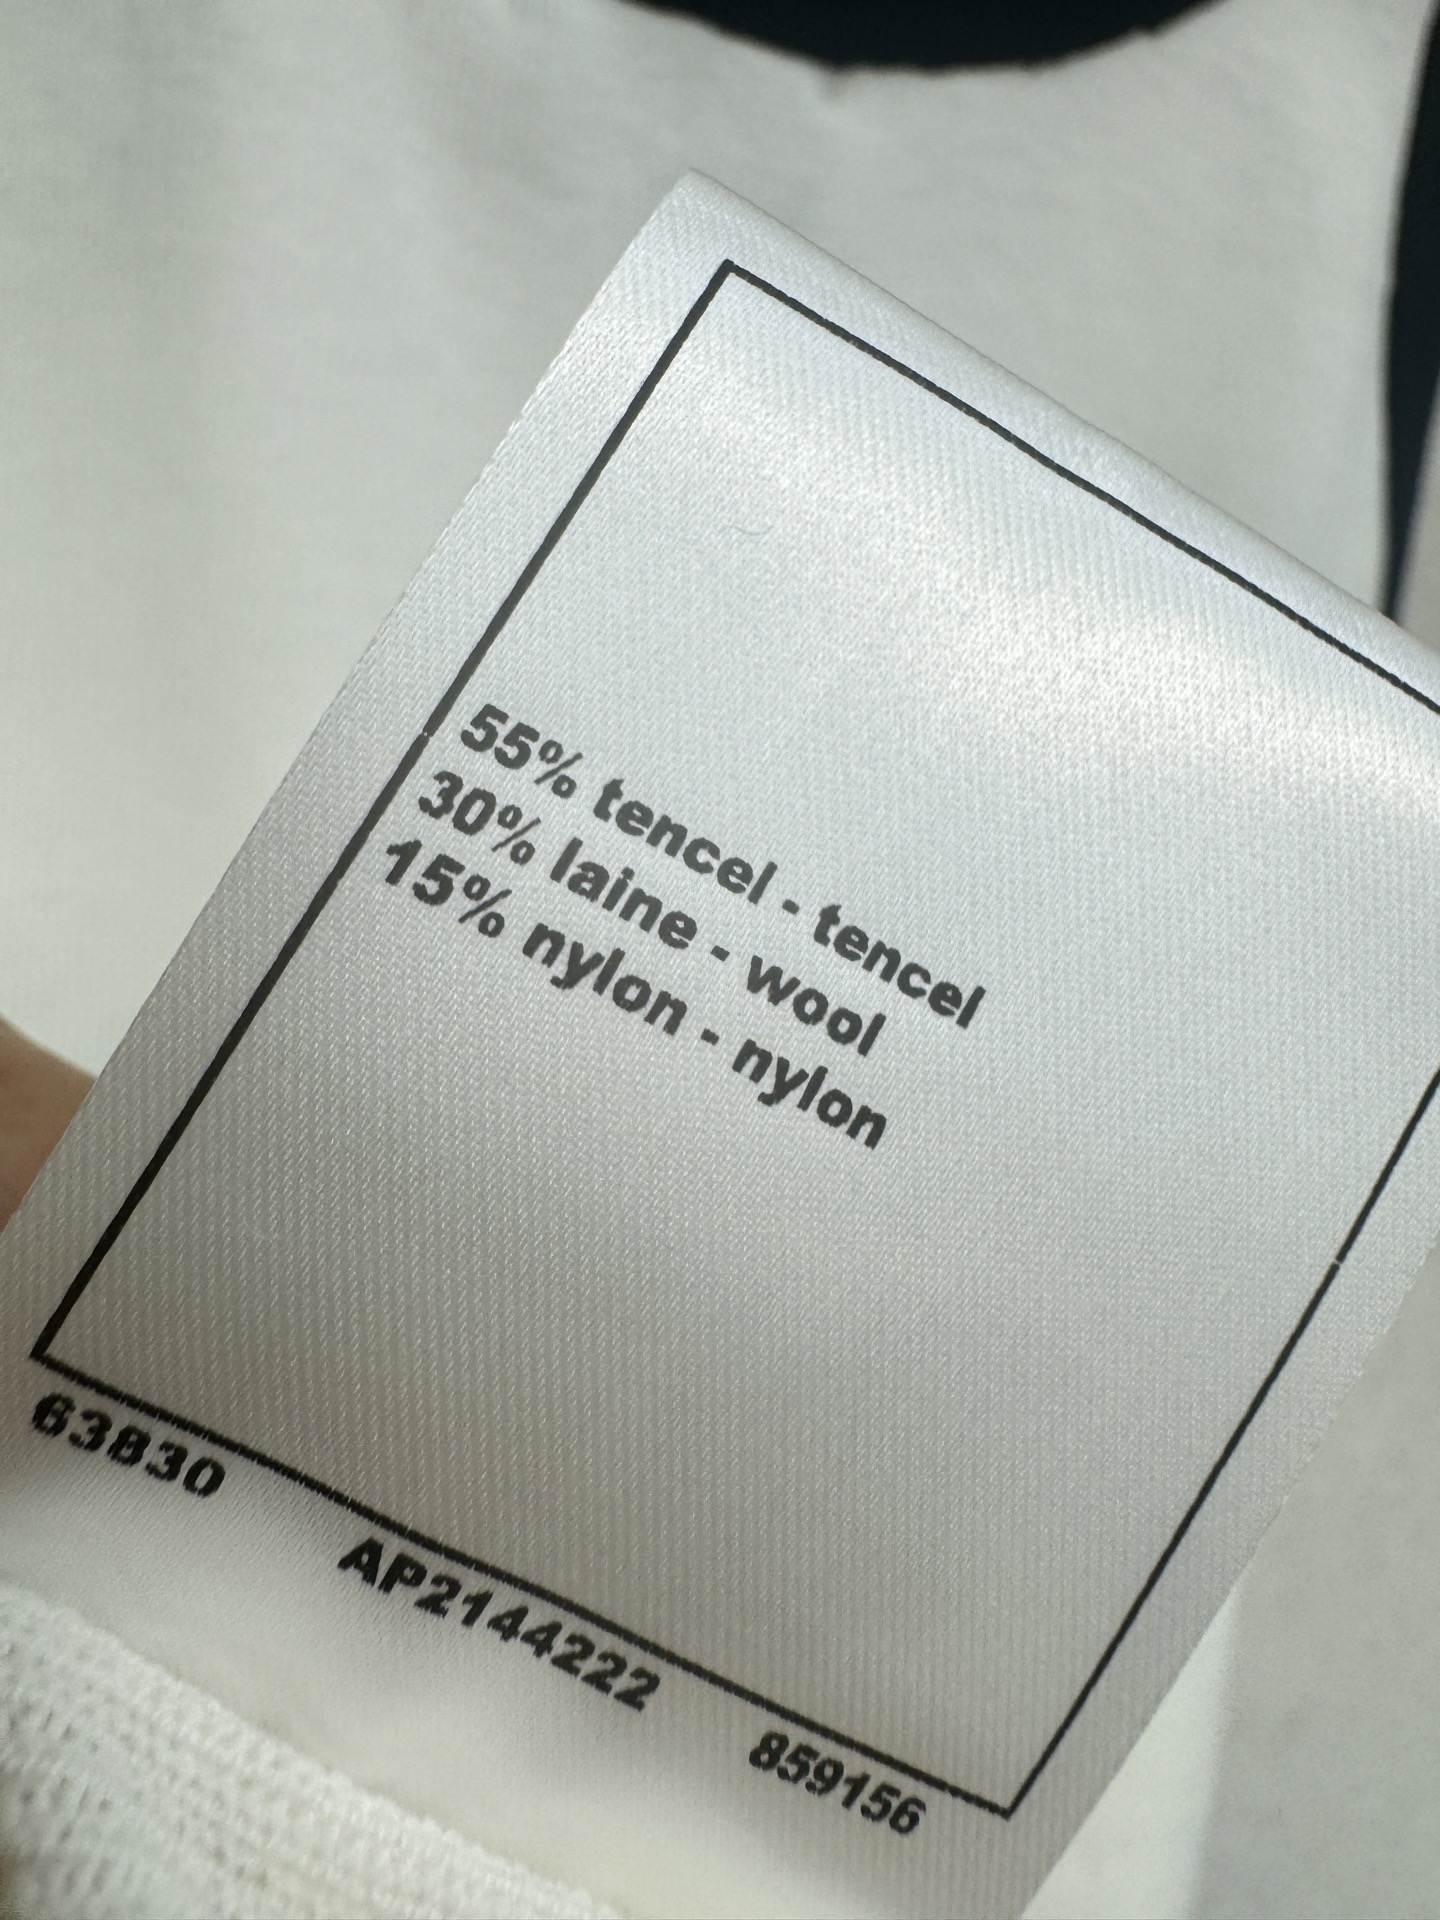 55% tencel - tencel
30% laine - wool
15% nylon - nylon
63830 AP2144222 859156